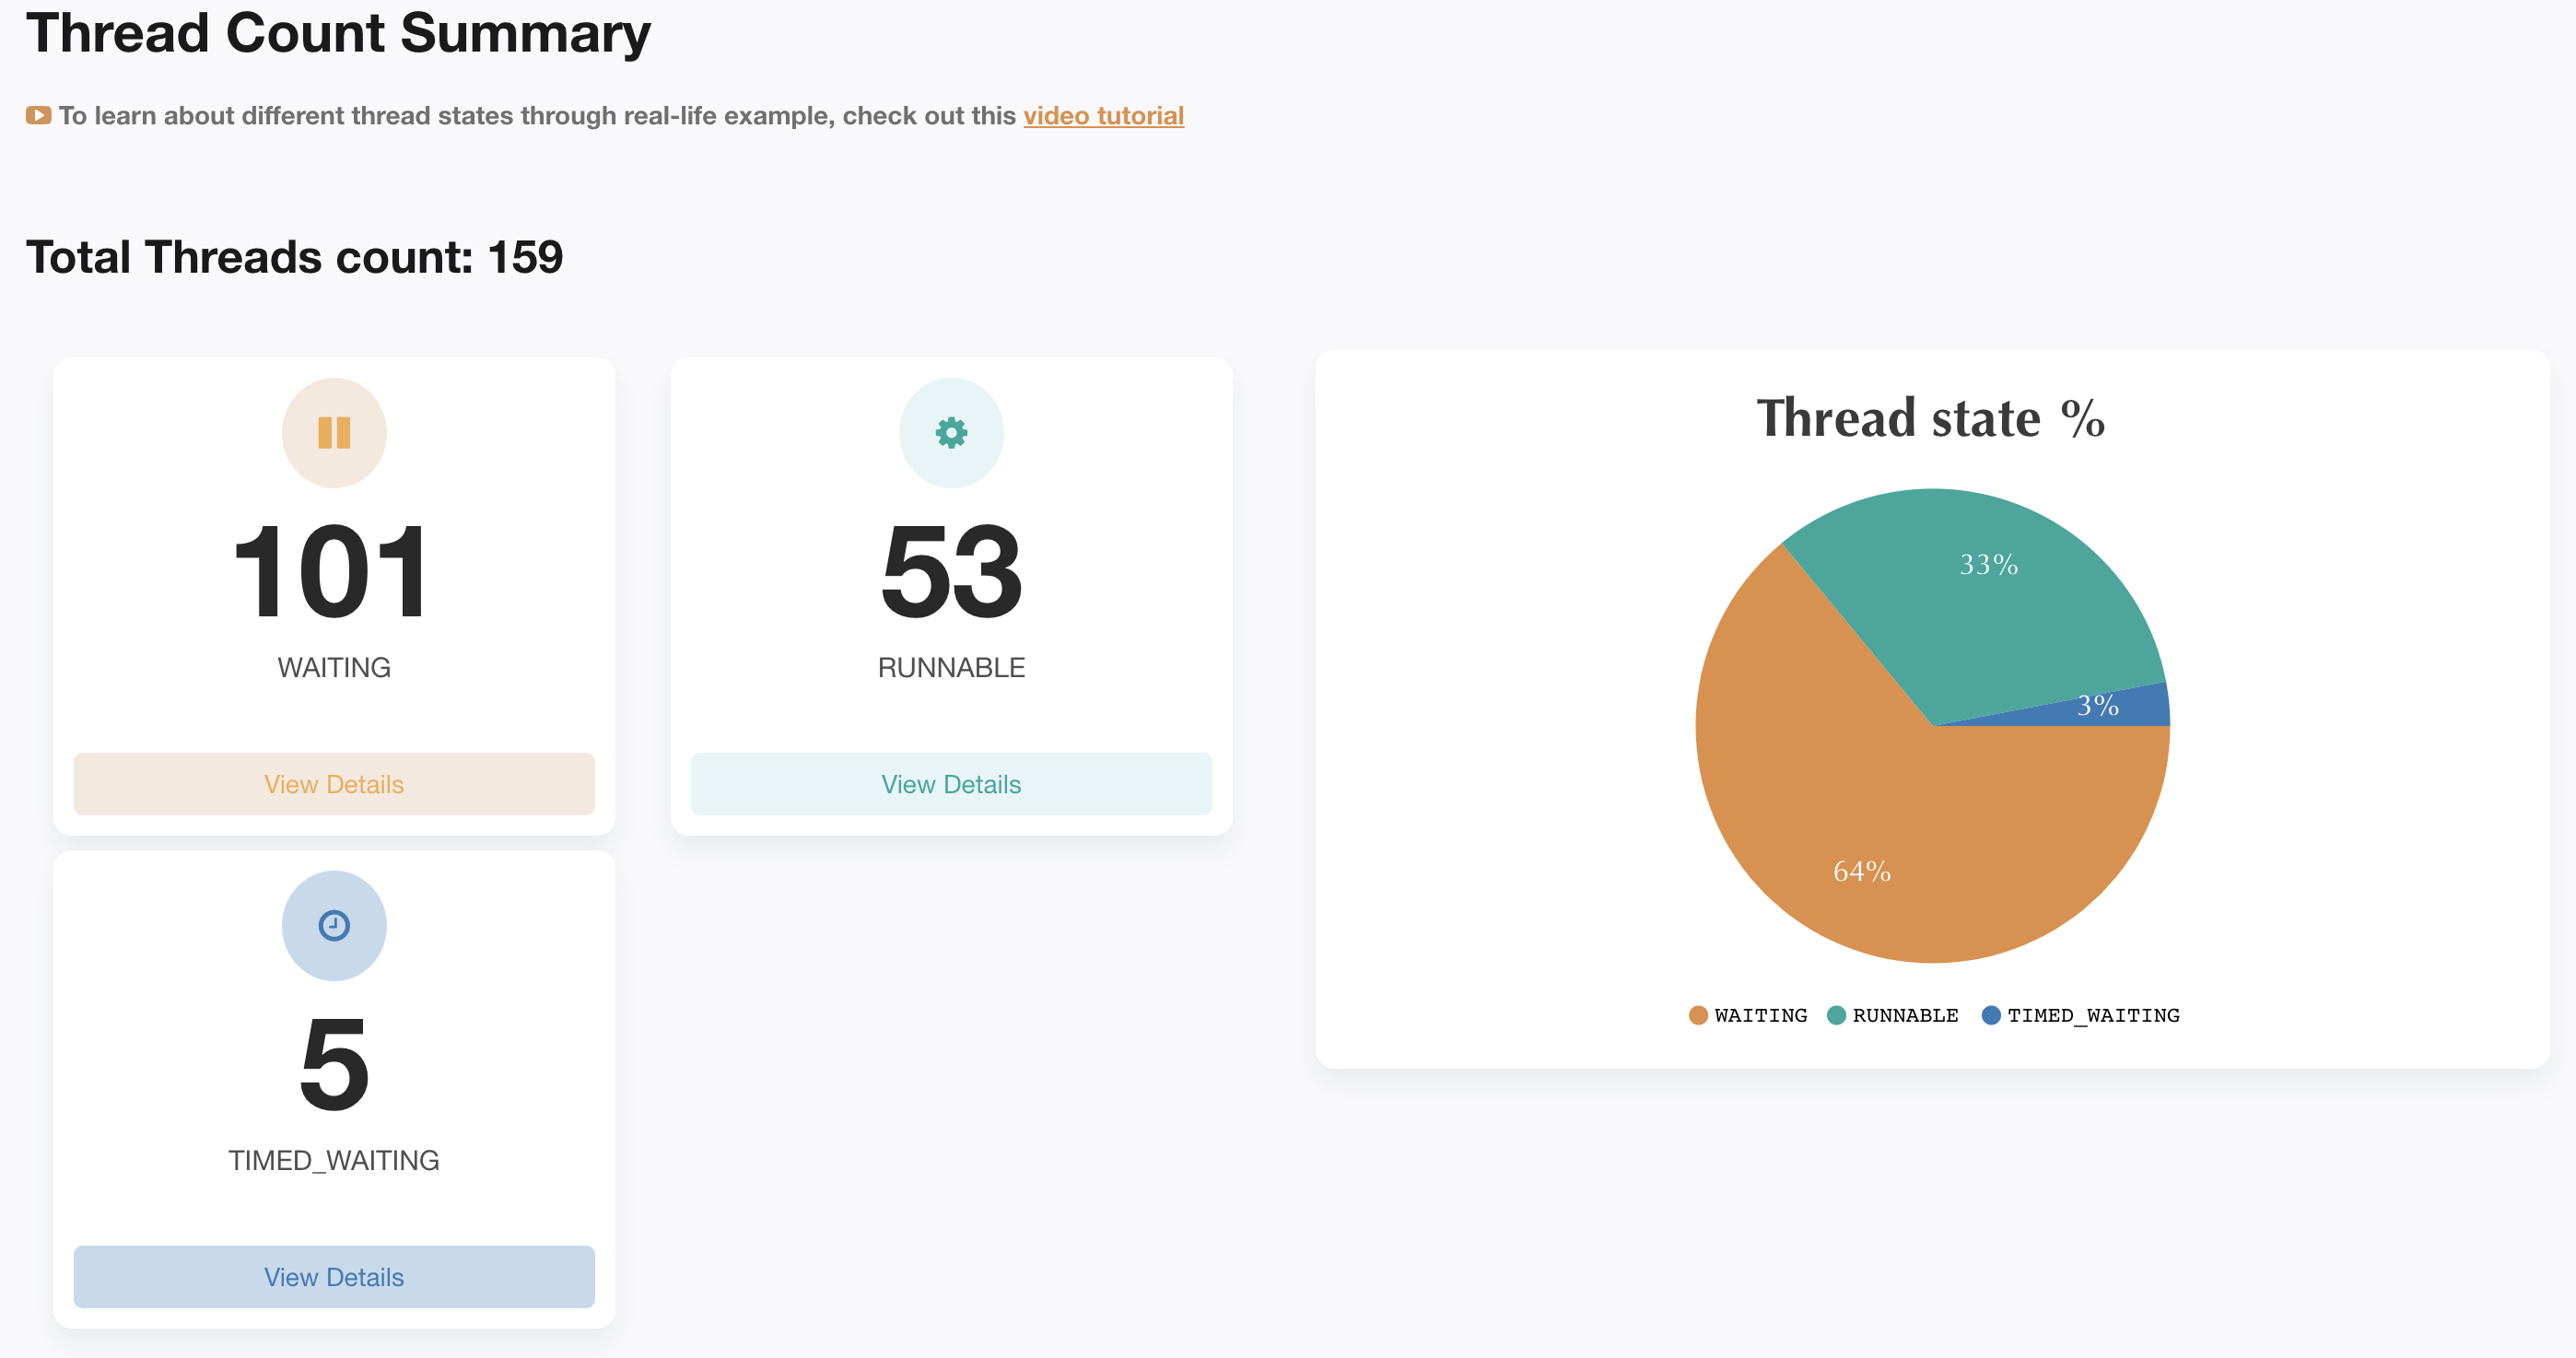 Thread Count Summary
To learn about different thread states through real-life example, check out this video tutorial
Total Threads count: 159
101
WAITING
View Details
53
RUNNABLE
View Details
5
TIMED_WAITING
View Details
Thread state %
33%
3%
64%
WAITING RUNNABLE TIMED_WAITING